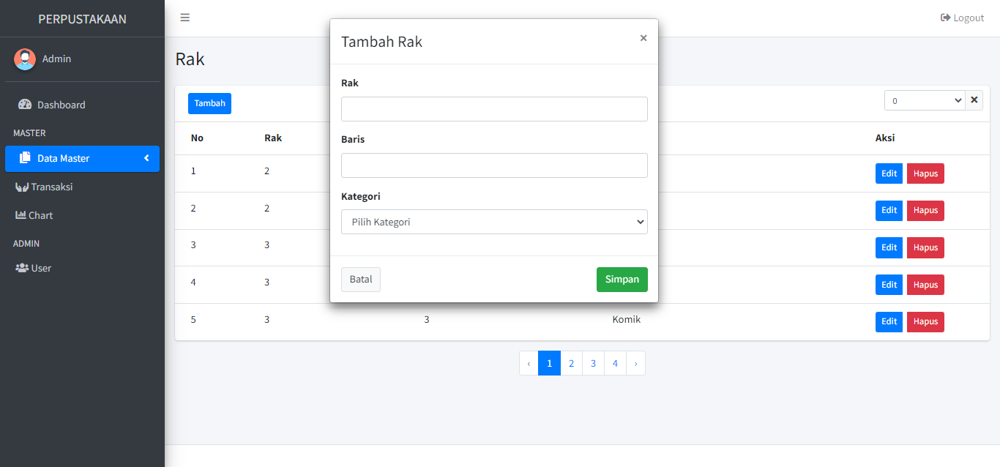 PERPUSTAKAAN
Admin
Dashboard
MASTER
Data Master
Transaksi
Chart
ADMIN
User
Logout
Rak
Tambah
0
No Rak Aksi
1 2 Edit Hapus
2 2 Edit Hapus
3 3 Edit Hapus
4 3 Edit Hapus
5 3 3 Komik Edit Hapus
‹ 1 2 3 4 ›
Tambah Rak ×
Rak
Baris
Kategori
Pilih Kategori
Batal Simpan